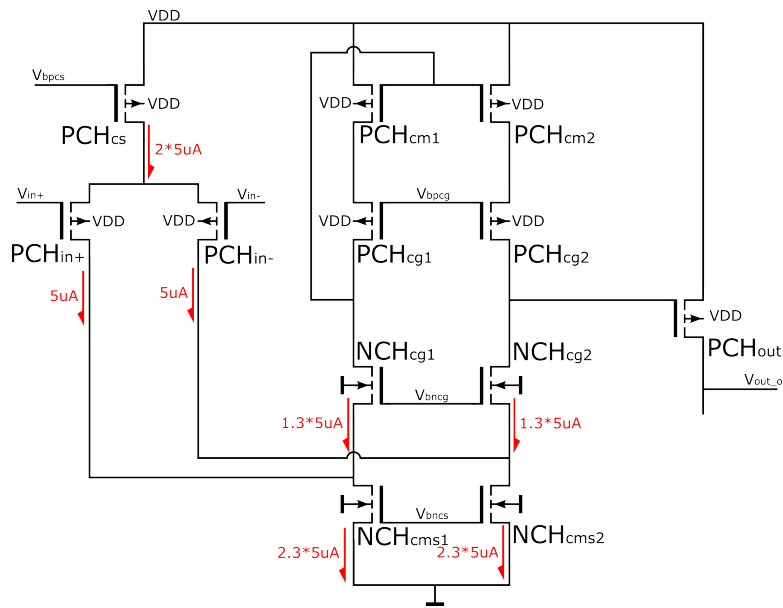 VDD
Vbpcs
VDD
VDD
VDD
PCHcs
PCHcm1
PCHcm2
2*5uA
Vin+
Vin-
Vbpcg
VDD
VDD
VDD
VDD
PCHin+
PCHin-
PCHcg1
PCHcg2
5uA
5uA
VDD
PCHout
NCHcg1
NCHcg2
Vout_o
Vbncg
1.3*5uA
1.3*5uA
Vbncs
NCHcms1
NCHcms2
2.3*5uA
2.3*5uA